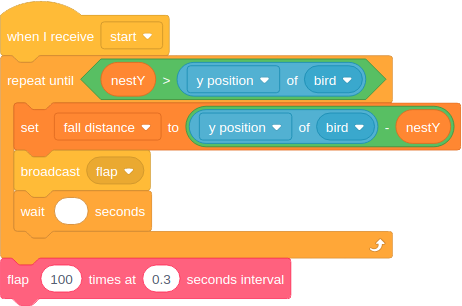 when I receive start
repeat until nestY > y position of bird
set fall distance to y position of bird - nestY
broadcast flap
wait seconds
flap 100 times at 0.3 seconds interval